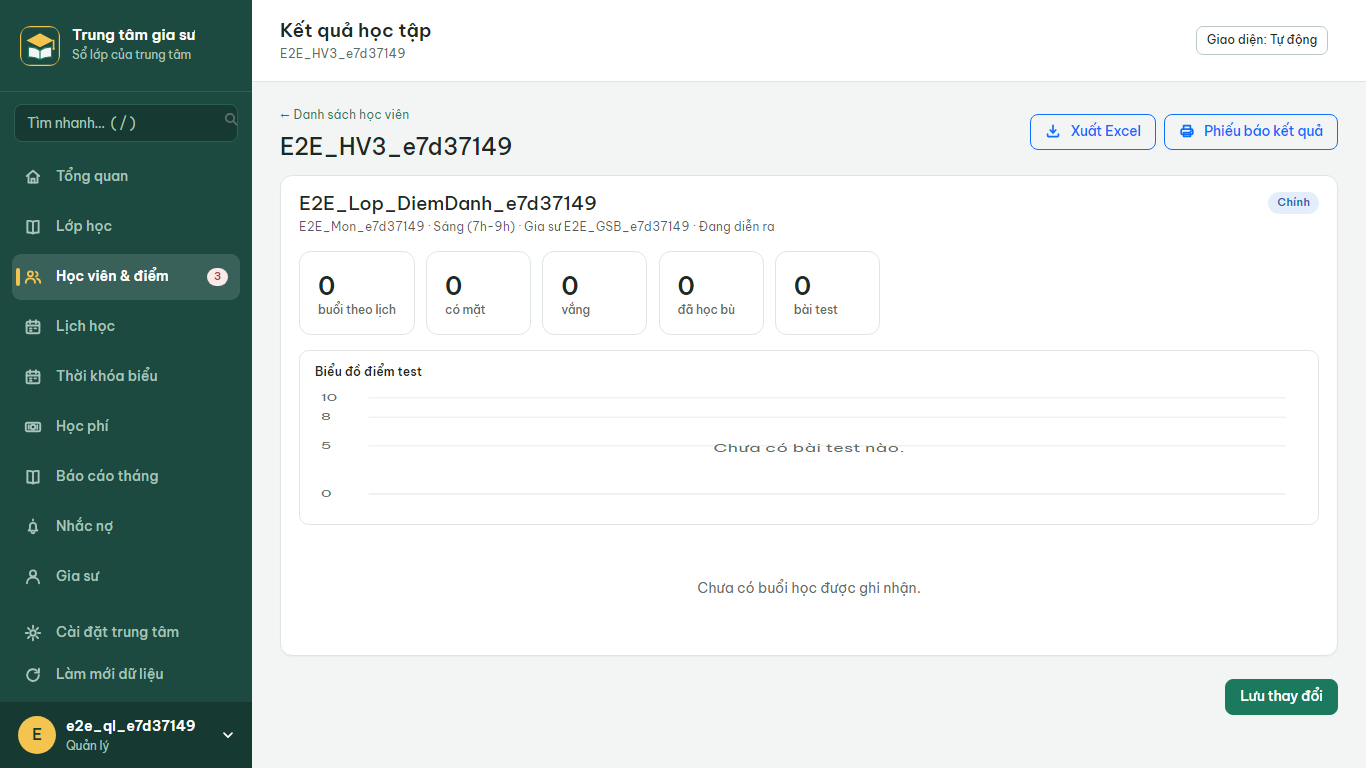 Trung tâm gia sư
Sổ lớp của trung tâm
Tìm nhanh... ( / )
Tổng quan
Lớp học
Học viên & điểm
3
Lịch học
Thời khóa biểu
Học phí
Báo cáo tháng
Nhắc nợ
Gia sư
Cài đặt trung tâm
Làm mới dữ liệu
E
e2e_ql_e7d37149
Quản lý
Kết quả học tập
E2E_HV3_e7d37149
Giao diện: Tự động
← Danh sách học viên
E2E_HV3_e7d37149
Xuất Excel
Phiếu báo kết quả
E2E_Lop_DiemDanh_e7d37149
Chính
E2E_Mon_e7d37149 · Sáng (7h-9h) · Gia sư E2E_GSB_e7d37149 · Đang diễn ra
0
buổi theo lịch
0
có mặt
0
vắng
0
đã học bù
0
bài test
Biểu đồ điểm test
10
8
5
0
Chưa có bài test nào.
Chưa có buổi học được ghi nhận.
Lưu thay đổi